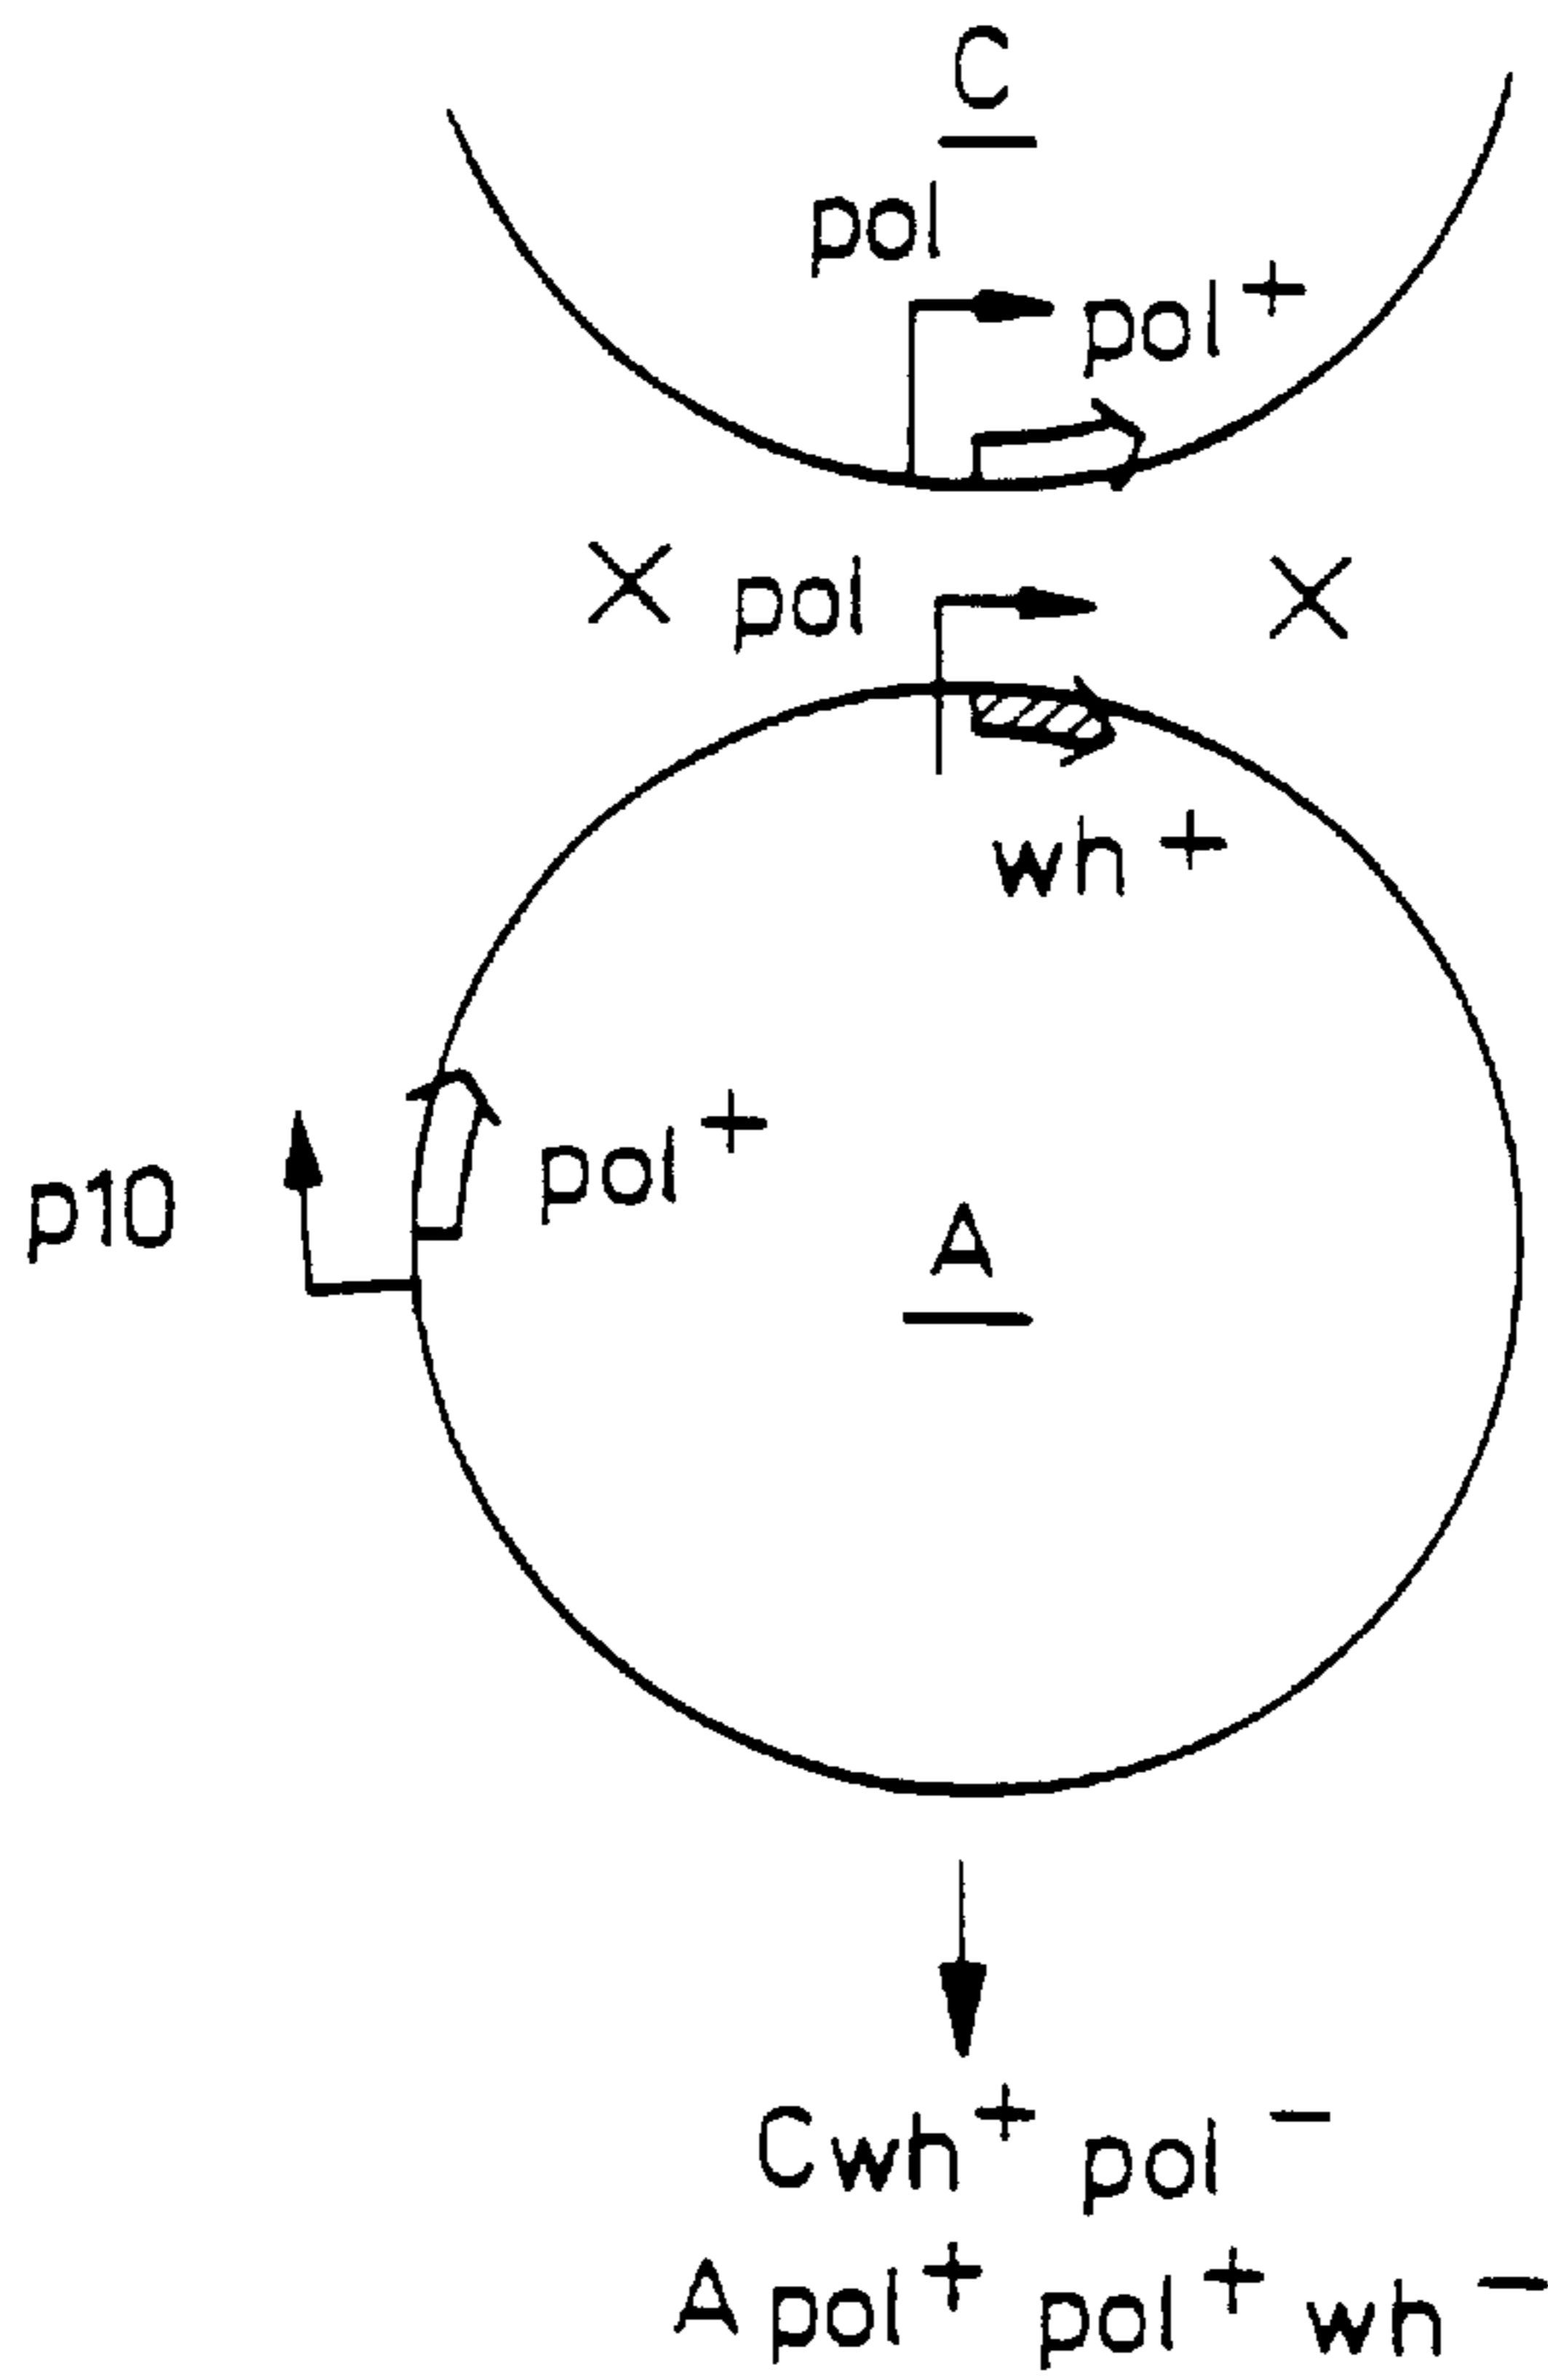 C
pol
pol⁺
X pol X
wh⁺
pol⁺
p10
A
Cwh⁺ pol⁻
A pol⁺ pol⁺ wh⁻